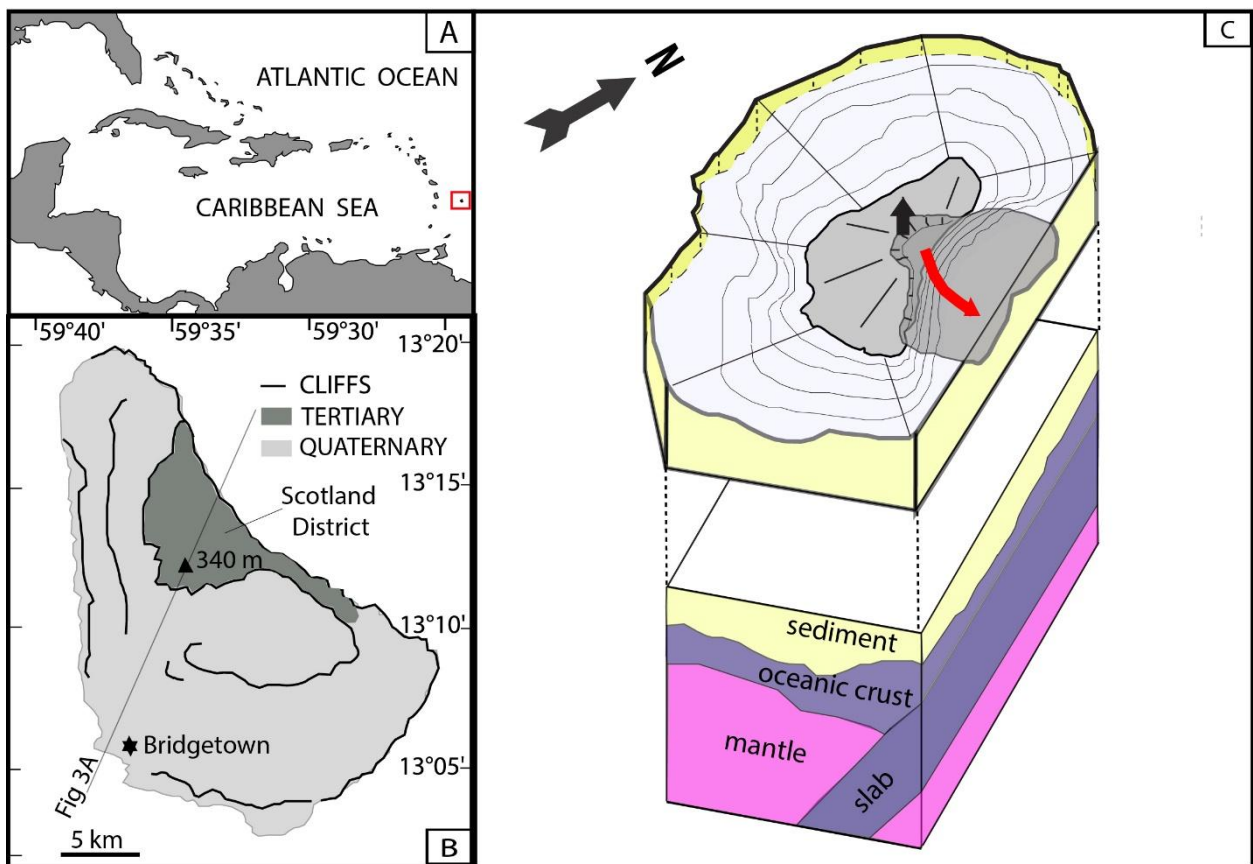 A
ATLANTIC OCEAN
CARIBBEAN SEA
59°40' 59°35' 59°30'
13°20'
CLIFFS
TERTIARY
QUATERNARY
13°15'
Scotland
District
340 m
13°10'
Bridgetown
13°05'
Fig 3A
5 km
B
C
N
sediment
oceanic crust
mantle
slab